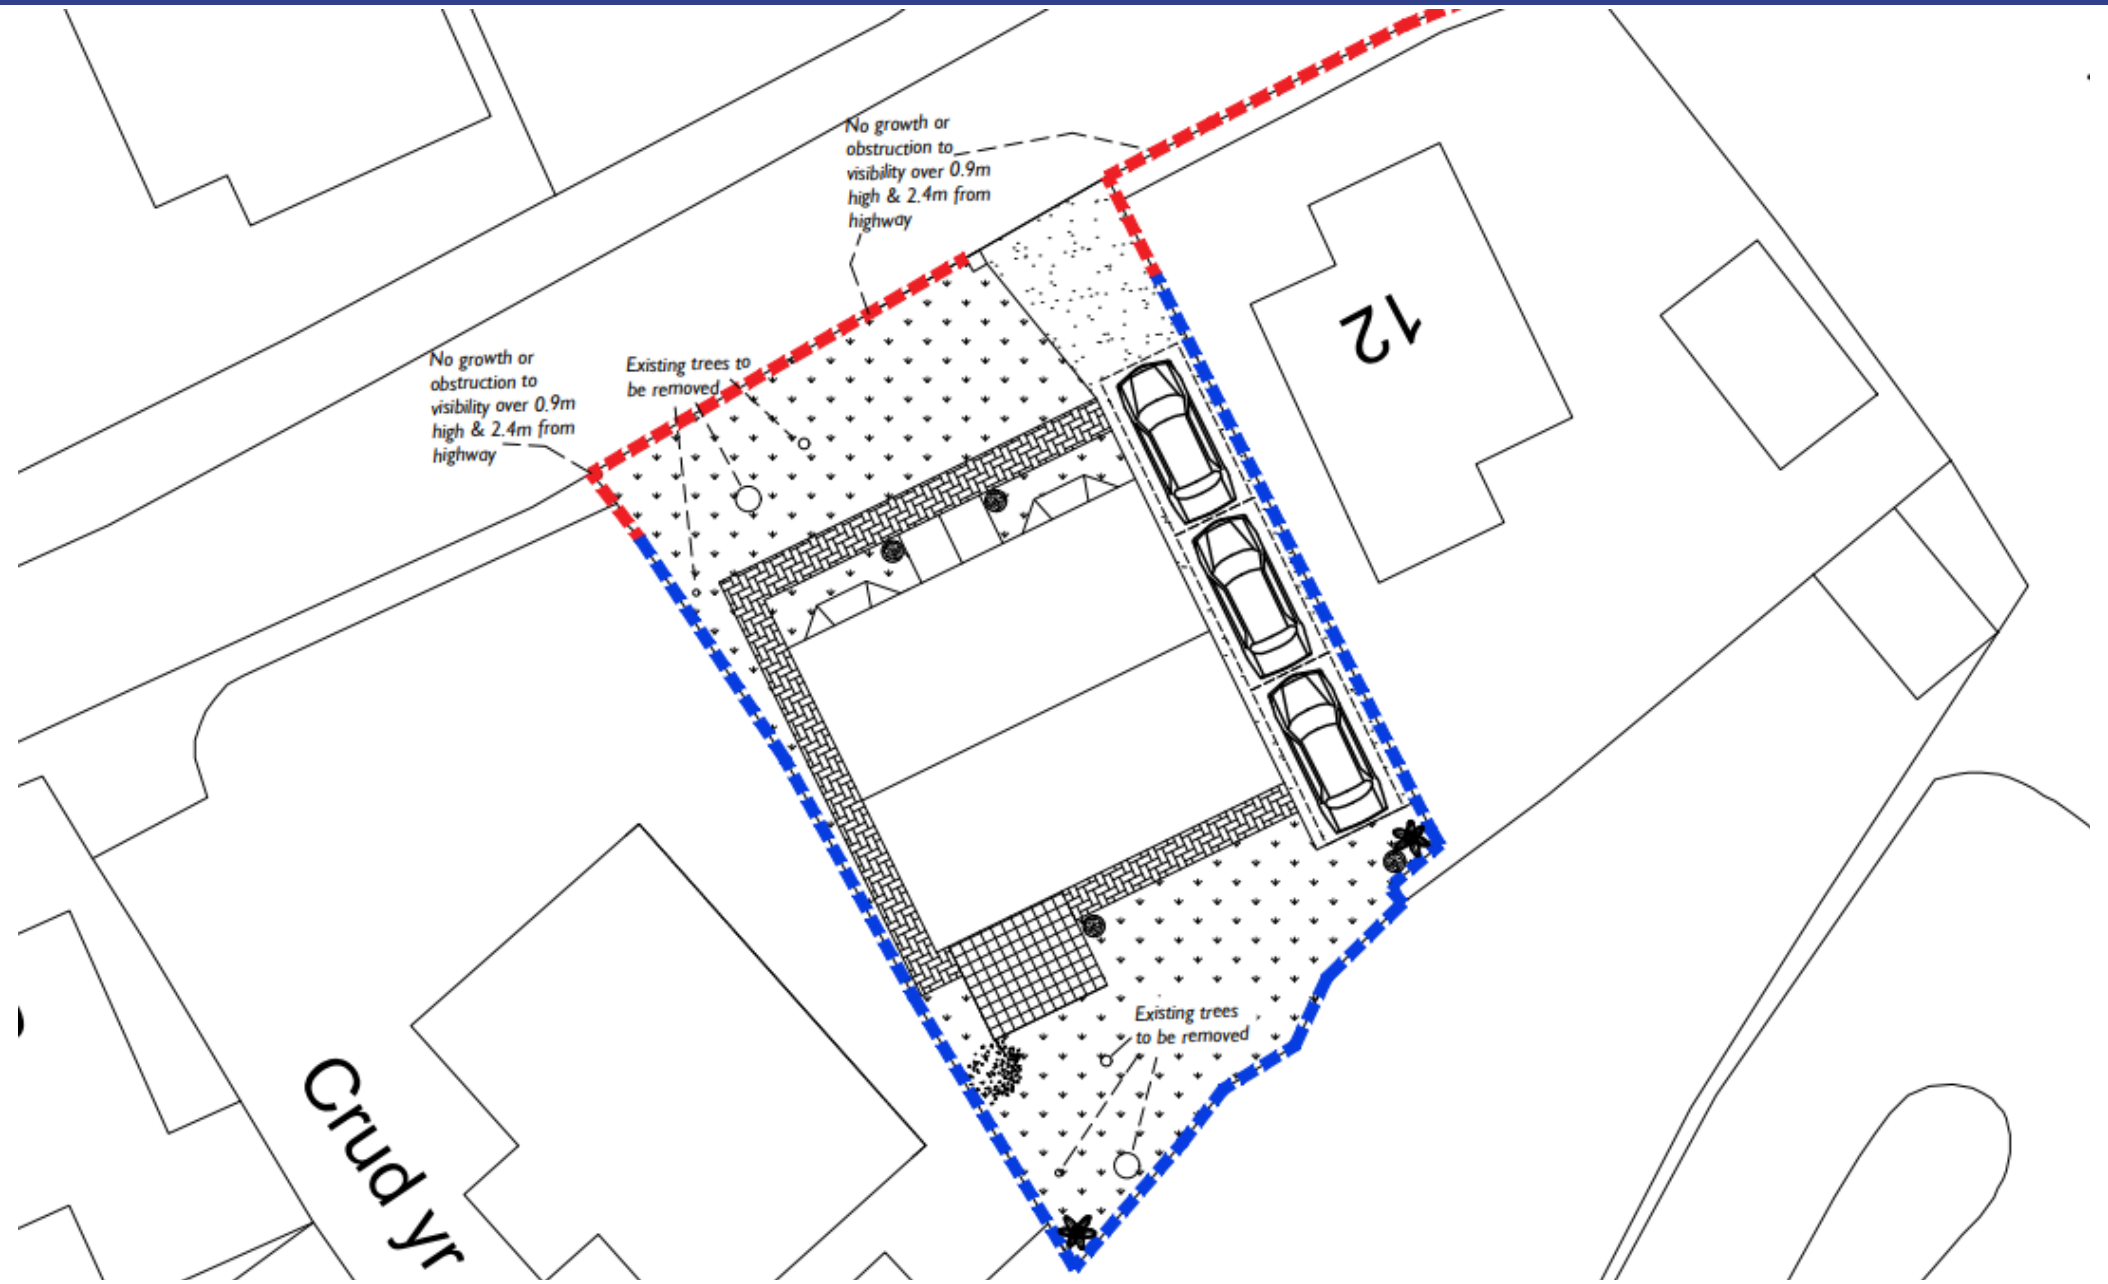 No growth or
obstruction to
visibility over 0.9m
high & 2.4m from
highway
No growth or
obstruction to
visibility over 0.9m
high & 2.4m from
highway
Existing trees to
be removed
12
Existing trees
to be removed
Crud yr